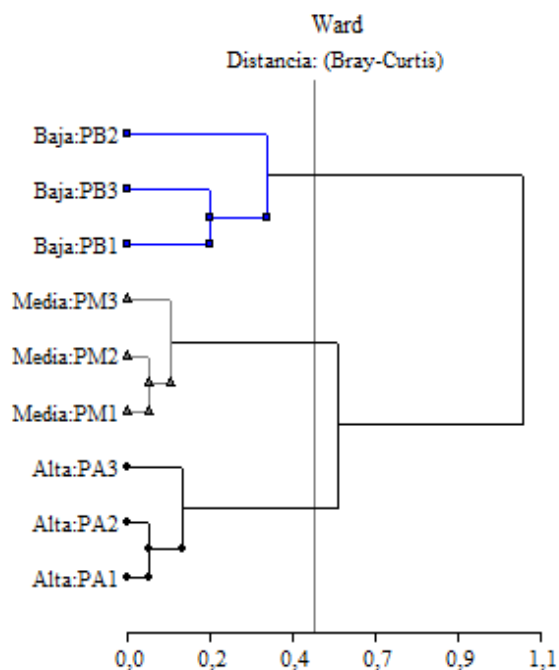 Ward
Distancia: (Bray-Curtis)
Baja:PB2
Baja:PB3
Baja:PB1
Media:PM3
Media:PM2
Media:PM1
Alta:PA3
Alta:PA2
Alta:PA1
0,0 0,2 0,4 0,7 0,9 1,1